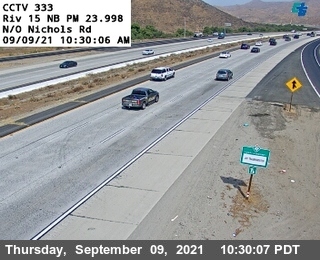 CCTV 333
Riv 15 NB PM 23.998
N/O Nichols Rd
09/09/21 10:30:06 AM
Thursday, September 09, 2021 10:30:07 PDT